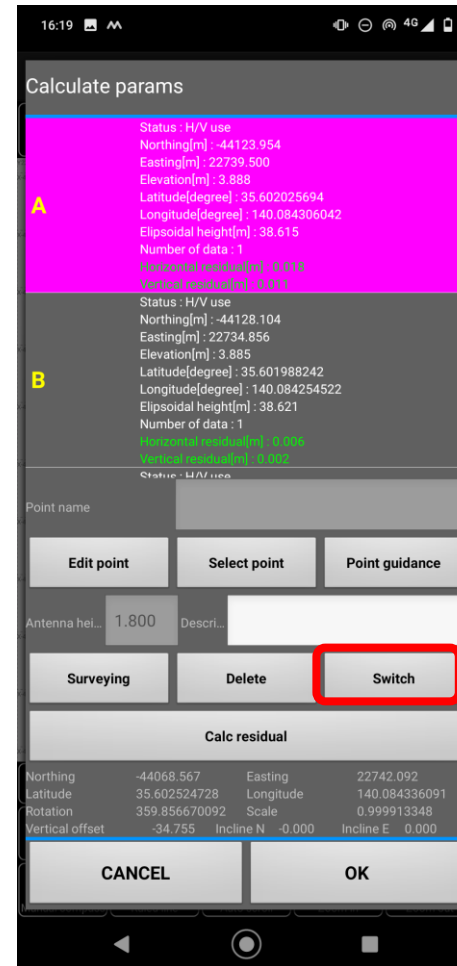 16:19
4G
Calculate params
Status : H/V use
Northing[m] : -44123.954
Easting[m] : 22739.500
Elevation[m] : 3.888
A
Latitude[degree] : 35.602025694
Longitude[degree] : 140.084306042
Elipsoidal height[m] : 38.615
Number of data : 1
Horizontal residual[m] : 0.018
Vertical residual[m] : 0.011
Status : H/V use
Northing[m] : -44128.104
Easting[m] : 22734.856
Elevation[m] : 3.885
B
Latitude[degree] : 35.601988242
Longitude[degree] : 140.084254522
Elipsoidal height[m] : 38.621
Number of data : 1
Horizontal residual[m] : 0.006
Vertical residual[m] : 0.002
Status : H/V use
Point name
Edit point Select point Point guidance
Antenna hei... 1.800 Descri...
Surveying Delete Switch
Calc residual
Northing -44068.567 Easting 22742.092
Latitude 35.602524728 Longitude 140.084336091
Rotation 359.856670092 Scale 0.999913348
Vertical offset -34.755 Incline N -0.000 Incline E 0.000
CANCEL OK